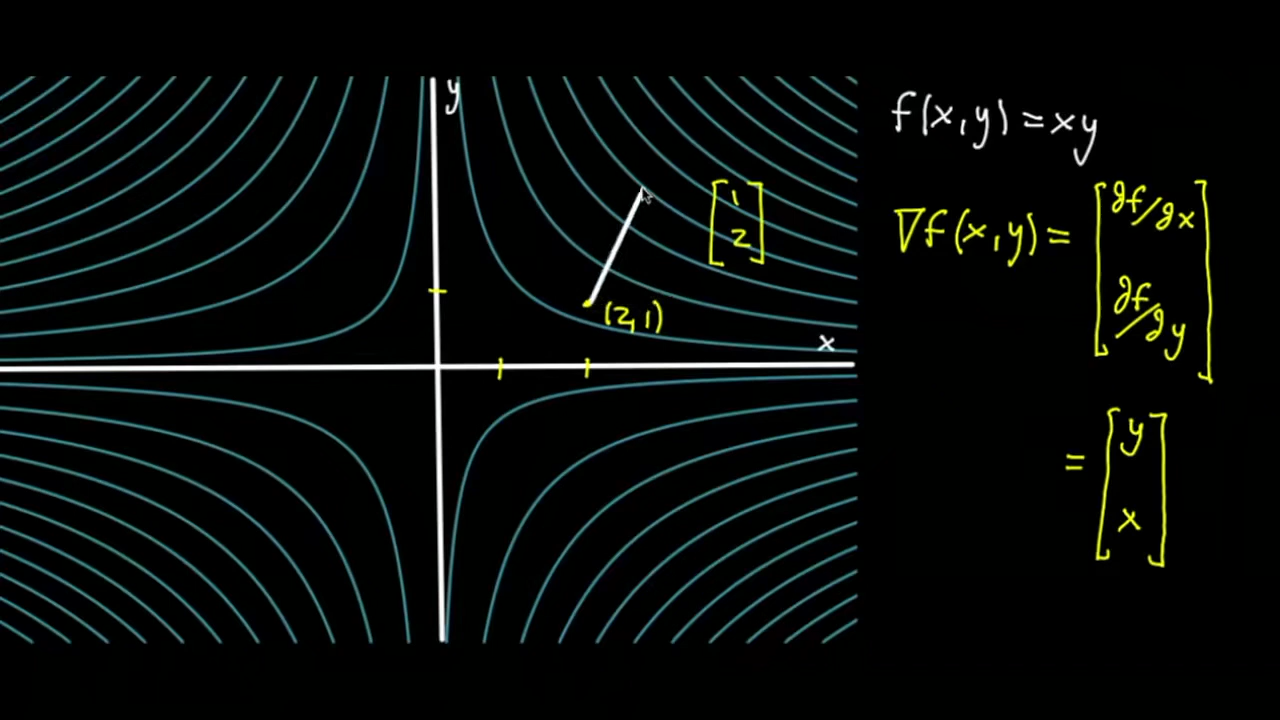 y
f(x,y) = xy
∇f(x,y) = [∂f/∂x
∂f/∂y]
[1
2]
(2,1)
x
= [y
x]